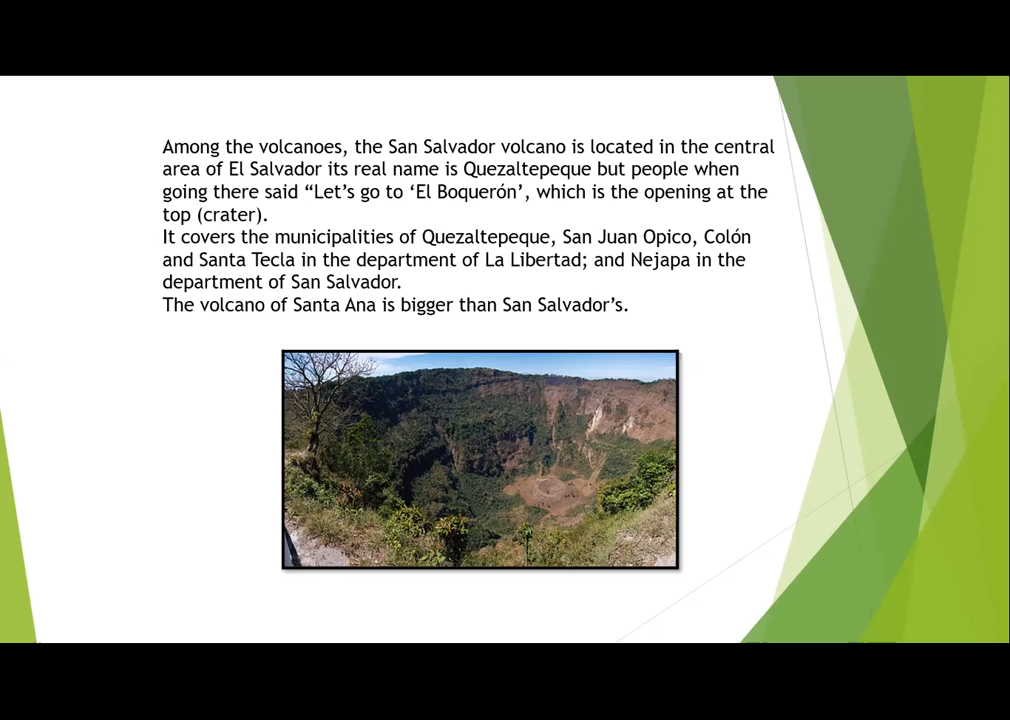 Among the volcanoes, the San Salvador volcano is located in the central
area of El Salvador its real name is Quezaltepeque but people when
going there said “Let’s go to ‘El Boquerón’, which is the opening at the
top (crater).
It covers the municipalities of Quezaltepeque, San Juan Opico, Colón
and Santa Tecla in the department of La Libertad; and Nejapa in the
department of San Salvador.
The volcano of Santa Ana is bigger than San Salvador’s.